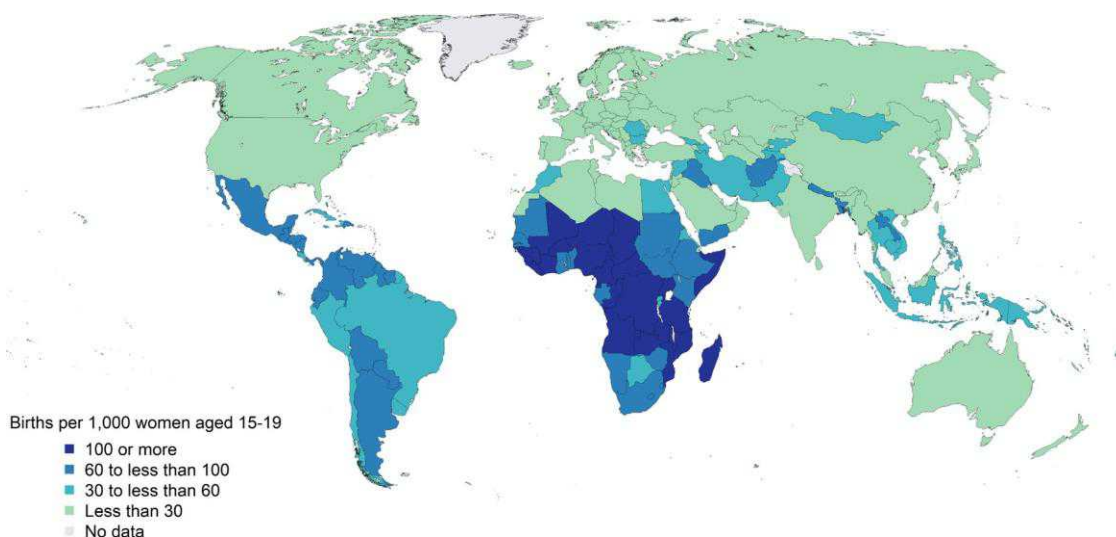 Births per 1,000 women aged 15-19
100 or more
60 to less than 100
30 to less than 60
Less than 30
No data